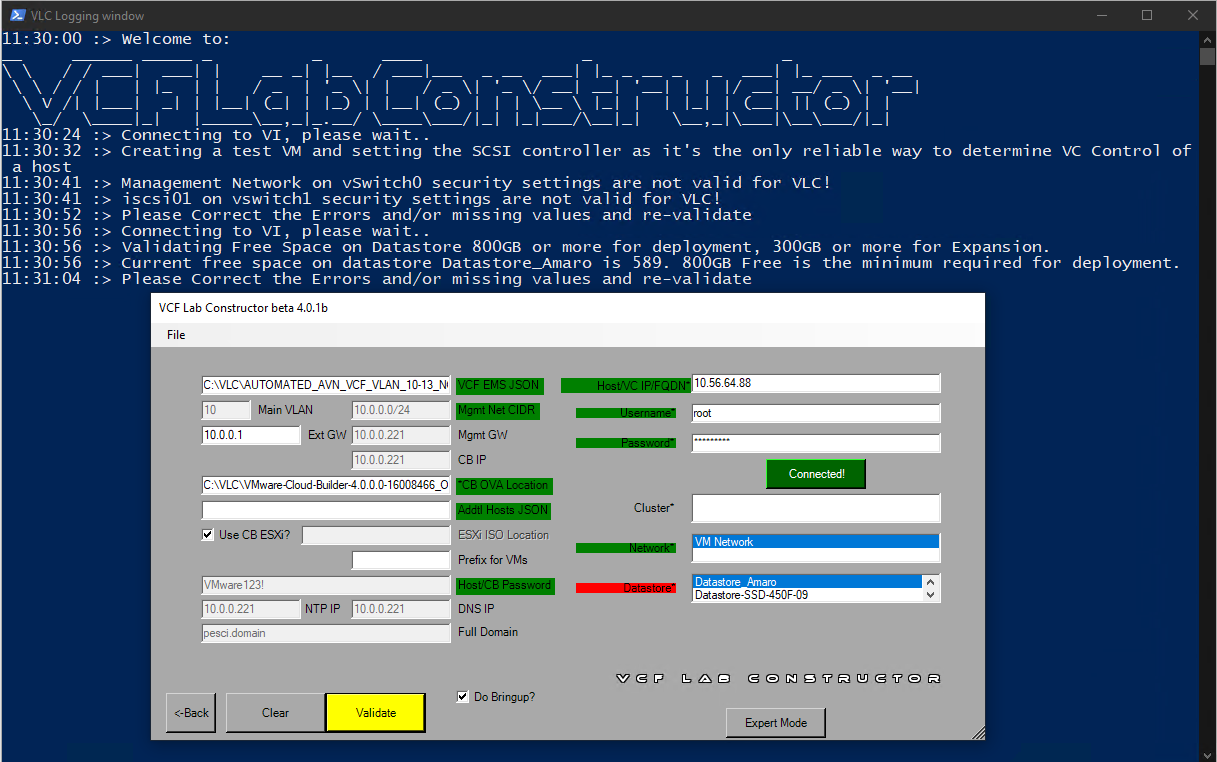 VLC Logging window
11:30:00 :> Welcome to:
VCFLabConstructor
11:30:24 :> Connecting to VI, please wait..
11:30:32 :> Creating a test VM and setting the SCSI controller as it's the only reliable way to determine VC Control of
a host
11:30:41 :> Management Network on vSwitch0 security settings are not valid for VLC!
11:30:41 :> iscsi01 on vswitch1 security settings are not valid for VLC!
11:30:52 :> Please Correct the Errors and/or missing values and re-validate
11:30:56 :> Connecting to VI, please wait..
11:30:56 :> Validating Free Space on Datastore 800GB or more for deployment, 300GB or more for Expansion.
11:30:56 :> Current free space on datastore Datastore_Amaro is 589. 800GB Free is the minimum required for deployment.
11:31:04 :> Please Correct the Errors and/or missing values and re-validate
VCF Lab Constructor beta 4.0.1b
File
C:\VLC\AUTOMATED_AVN_VCF_VLAN_10-13_N VCF EMS JSON
10 Main VLAN 10.0.0.0/24 Mgmt Net CIDR
10.0.0.1 Ext GW 10.0.0.221 Mgmt GW
10.0.0.221 CB IP
C:\VLC\VMware-Cloud-Builder-4.0.0.0-16008466_O *CB OVA Location
Addtl Hosts JSON
Use CB ESXi? ESXi ISO Location
Prefix for VMs
VMware123! Host/CB Password
10.0.0.221 NTP IP 10.0.0.221 DNS IP
pesci.domain Full Domain
Host/VC IP/FQDN* 10.56.64.88
Username* root
Password* *********
Connected!
Cluster*
Network* VM Network
Datastore* Datastore_Amaro
Datastore-SSD-450F-09
VCF LAB CONSTRUCTOR
<-Back Clear Validate
Do Bringup?
Expert Mode